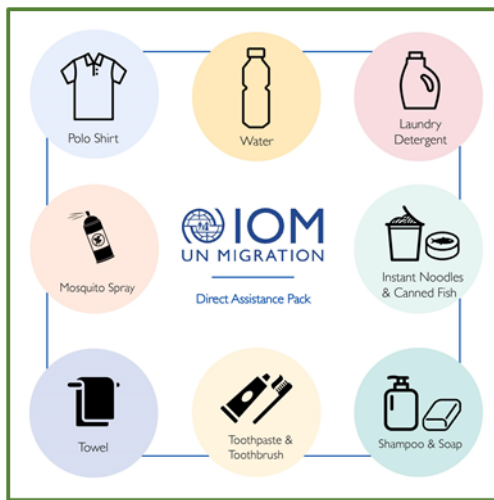 Polo Shirt
Water
Laundry
Detergent
Mosquito Spray
IOM
UN MIGRATION
Direct Assistance Pack
Instant Noodles
& Canned Fish
Towel
Toothpaste &
Toothbrush
Shampoo & Soap